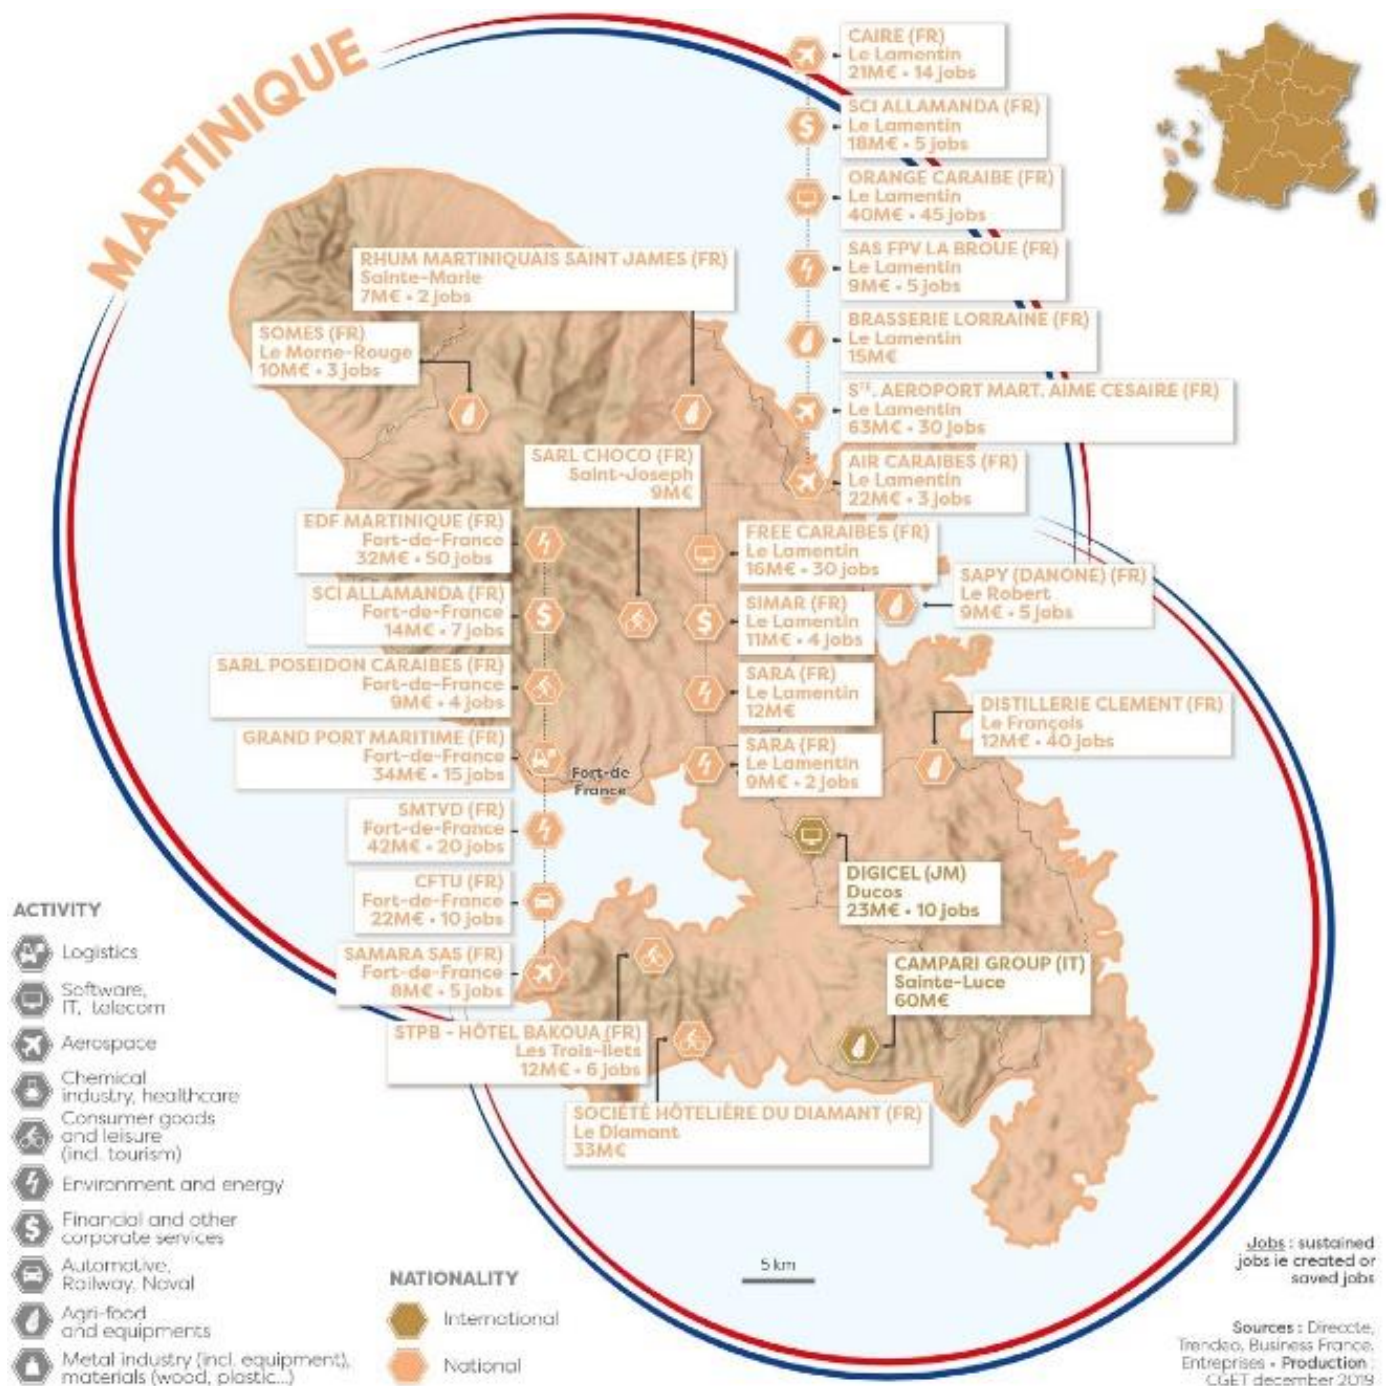 MARTINIQUE
CAIRE (FR)
Le Lamentin
21M€ • 14 jobs
SCI ALLAMANDA (FR)
Le Lamentin
18M€ • 5 jobs
ORANGE CARAIBE (FR)
Le Lamentin
40M€ • 45 jobs
SAS FPV LA BROUE (FR)
Le Lamentin
9M€ • 5 jobs
BRASSERIE LORRAINE (FR)
Le Lamentin
15M€
STE. AEROPORT MART. AIME CESAIRE (FR)
Le Lamentin
63M€ • 30 jobs
AIR CARAIBES (FR)
Le Lamentin
22M€ • 3 jobs
RHUM MARTINIQUAIS SAINT JAMES (FR)
Sainte-Marie
7M€ • 2 jobs
SOMES (FR)
Le Morne-Rouge
10M€ • 3 jobs
SARL CHOCO (FR)
Saint-Joseph
9M€
EDF MARTINIQUE (FR)
Fort-de-France
32M€ • 50 jobs
SCI ALLAMANDA (FR)
Fort-de-France
14M€ • 7 jobs
SARL POSEIDON CARAIBES (FR)
Fort-de-France
9M€ • 4 jobs
GRAND PORT MARITIME (FR)
Fort-de-France
34M€ • 15 jobs
SMTVD (FR)
Fort-de-France
42M€ • 20 jobs
CFTU (FR)
Fort-de-France
22M€ • 10 jobs
SAMARA SAS (FR)
Fort-de-France
8M€ • 5 jobs
FREE CARAIBES (FR)
Le Lamentin
16M€ • 30 jobs
SIMAR (FR)
Le Lamentin
11M€ • 4 jobs
SARA (FR)
Le Lamentin
12M€
SARA (FR)
Le Lamentin
9M€ • 2 jobs
SAPY (DANONE) (FR)
Le Robert
9M€ • 5 jobs
DISTILLERIE CLEMENT (FR)
Le François
12M€ • 40 jobs
Fort-de
France
DIGICEL (JM)
Ducos
23M€ • 10 jobs
CAMPARI GROUP (IT)
Sainte-Luce
60M€
STPB - HÔTEL BAKOUA (FR)
Les Trois-Ilets
12M€ • 6 jobs
SOCIÉTÉ HÔTELIÈRE DU DIAMANT (FR)
Le Diamant
33M€
ACTIVITY
Logistics
Software,
IT, telecom
Aerospace
Chemical
industry, healthcare
Consumer goods
and leisure
(incl. tourism)
Environment and energy
Financial and other
corporate services
Automotive,
Railway, Naval
Agri-food
and equipments
Metal industry (incl. equipment),
materials (wood, plastic...)
NATIONALITY
International
National
5 km
Jobs : sustained
jobs ie created or
saved jobs
Sources : Direccte,
Trendeo, Business France,
Entreprises • Production :
CGET december 2019